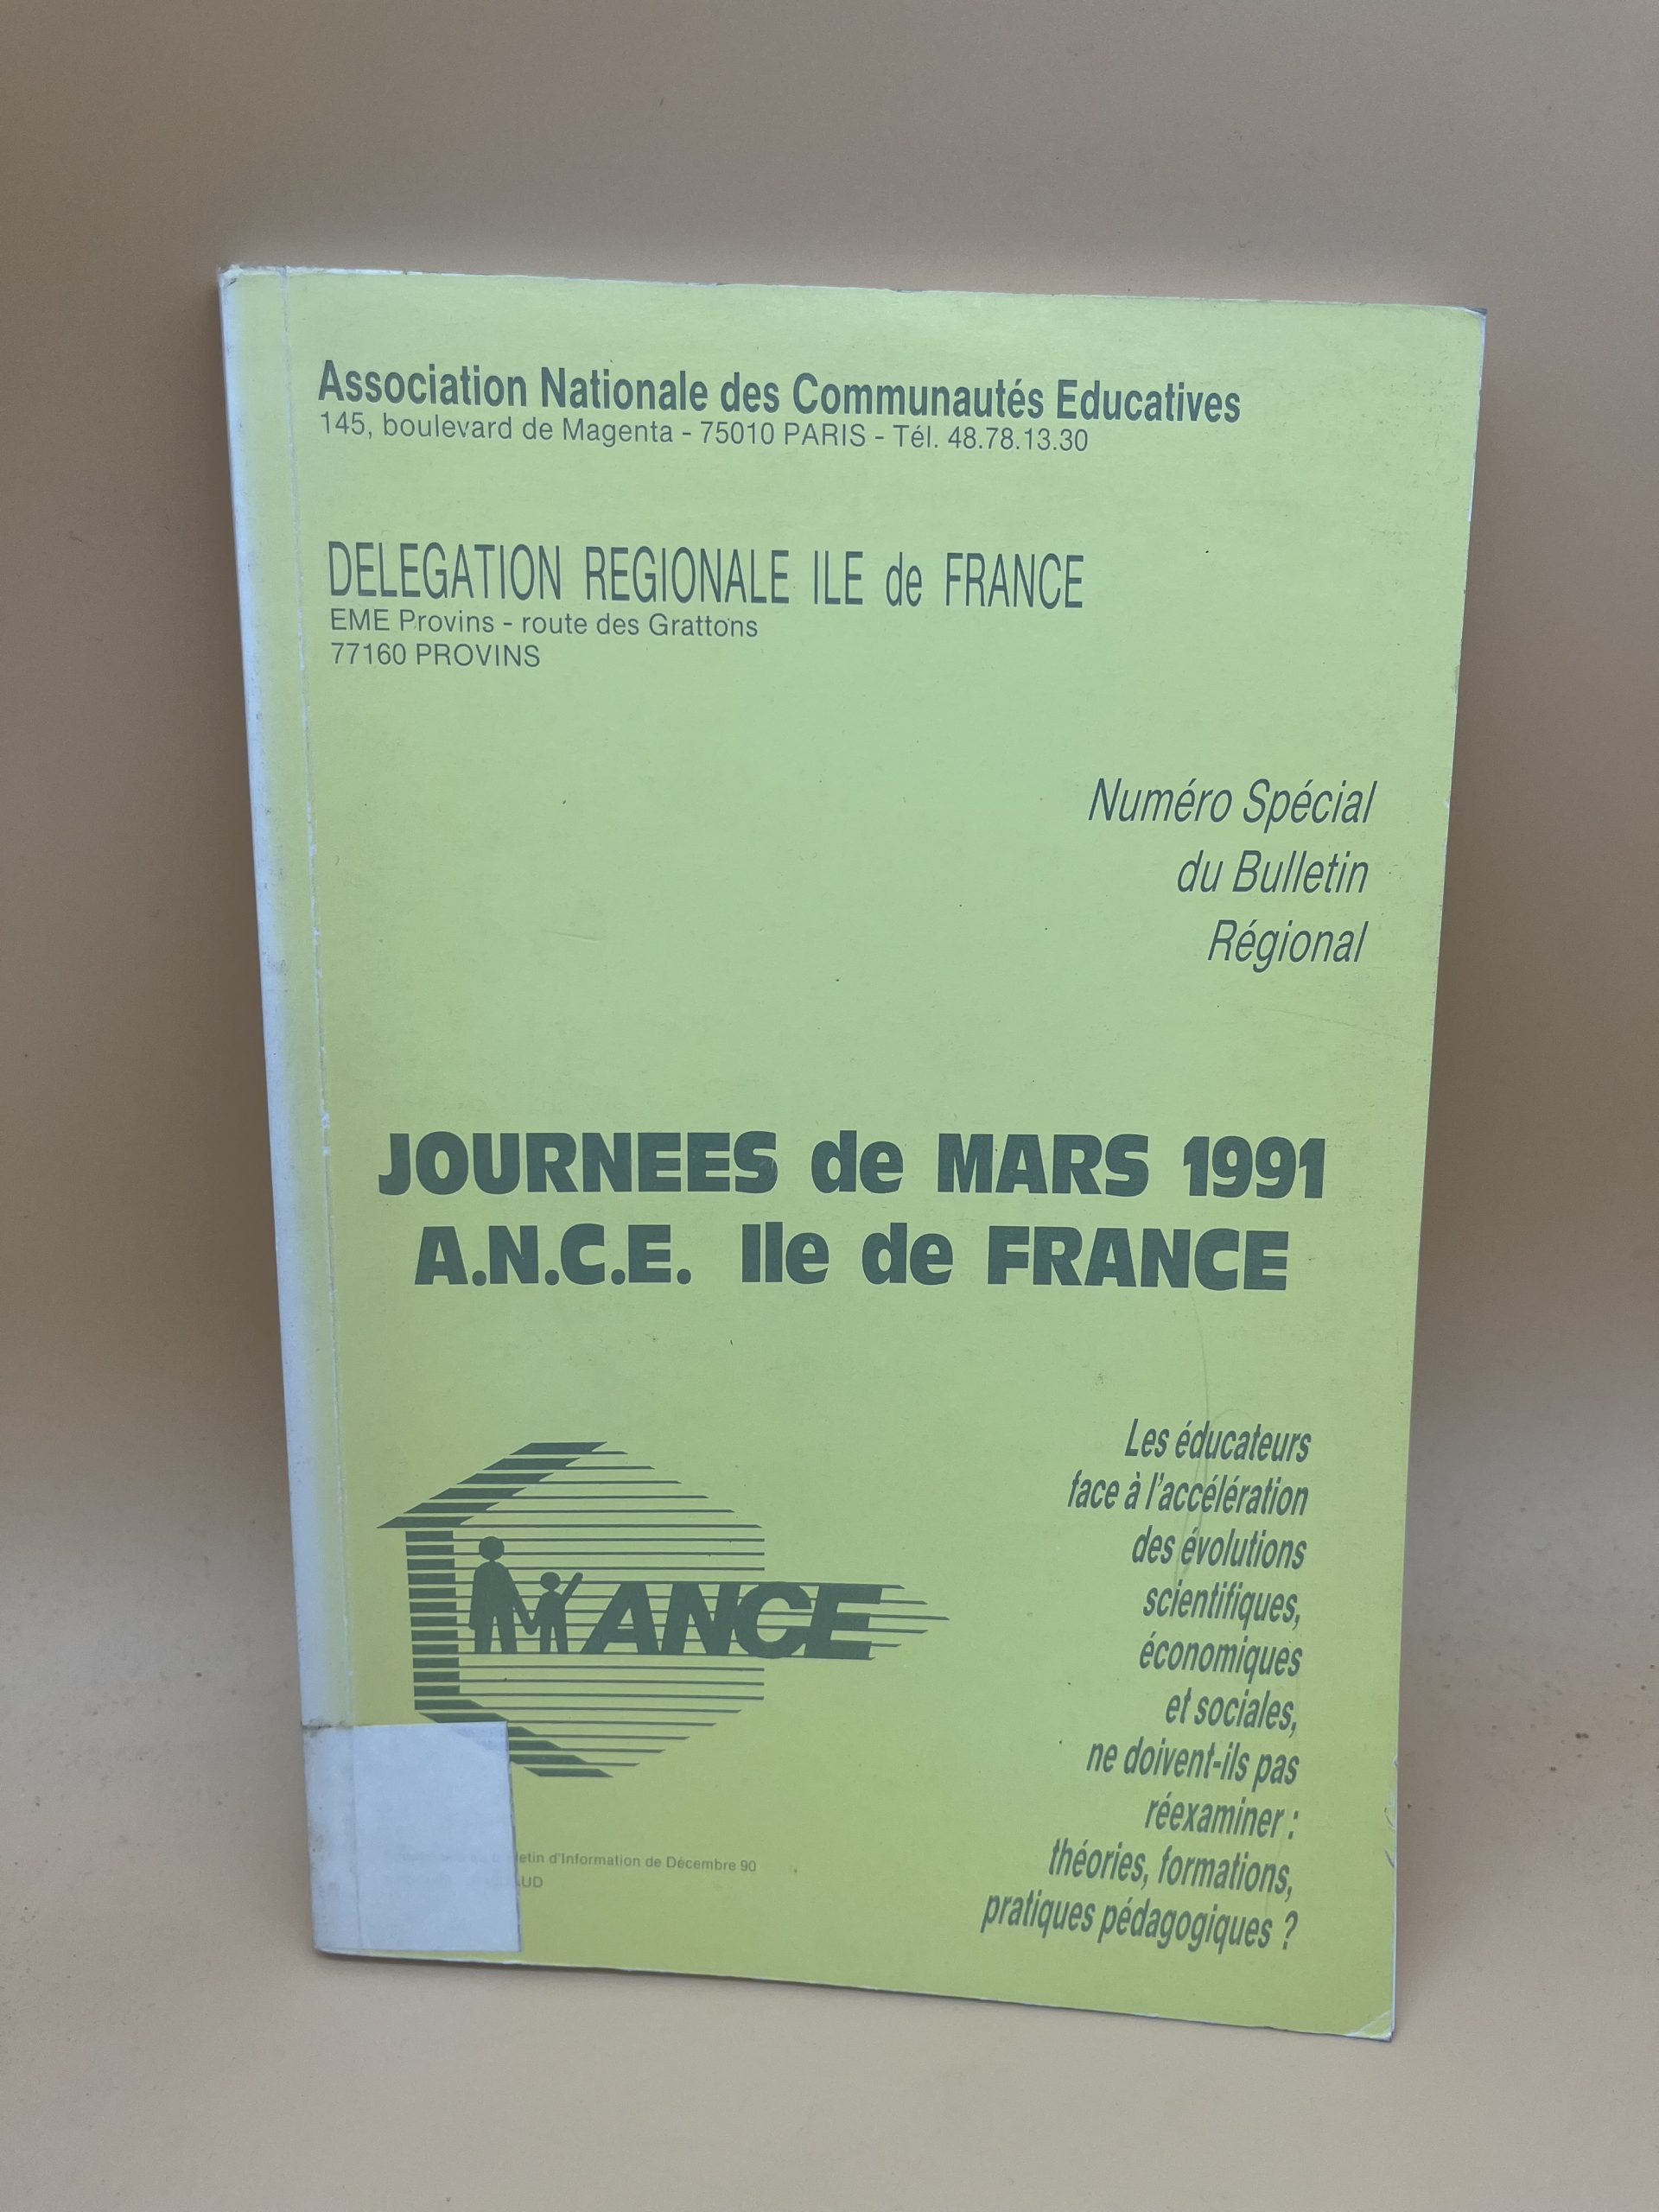 Association Nationale des Communautés Educatives
145, boulevard de Magenta - 75010 PARIS - Tél. 48.78.13.30
DELEGATION REGIONALE ILE de FRANCE
EME Provins - route des Grattons
77160 PROVINS
Numéro Spécial
du Bulletin
Régional
JOURNEES de MARS 1991
A.N.C.E. Ile de FRANCE
ANCE
Les éducateurs
face à l'accélération
des évolutions
scientifiques,
économiques
et sociales,
ne doivent-ils pas
réexaminer :
théories, formations,
pratiques pédagogiques ?
d'Information de Décembre 90